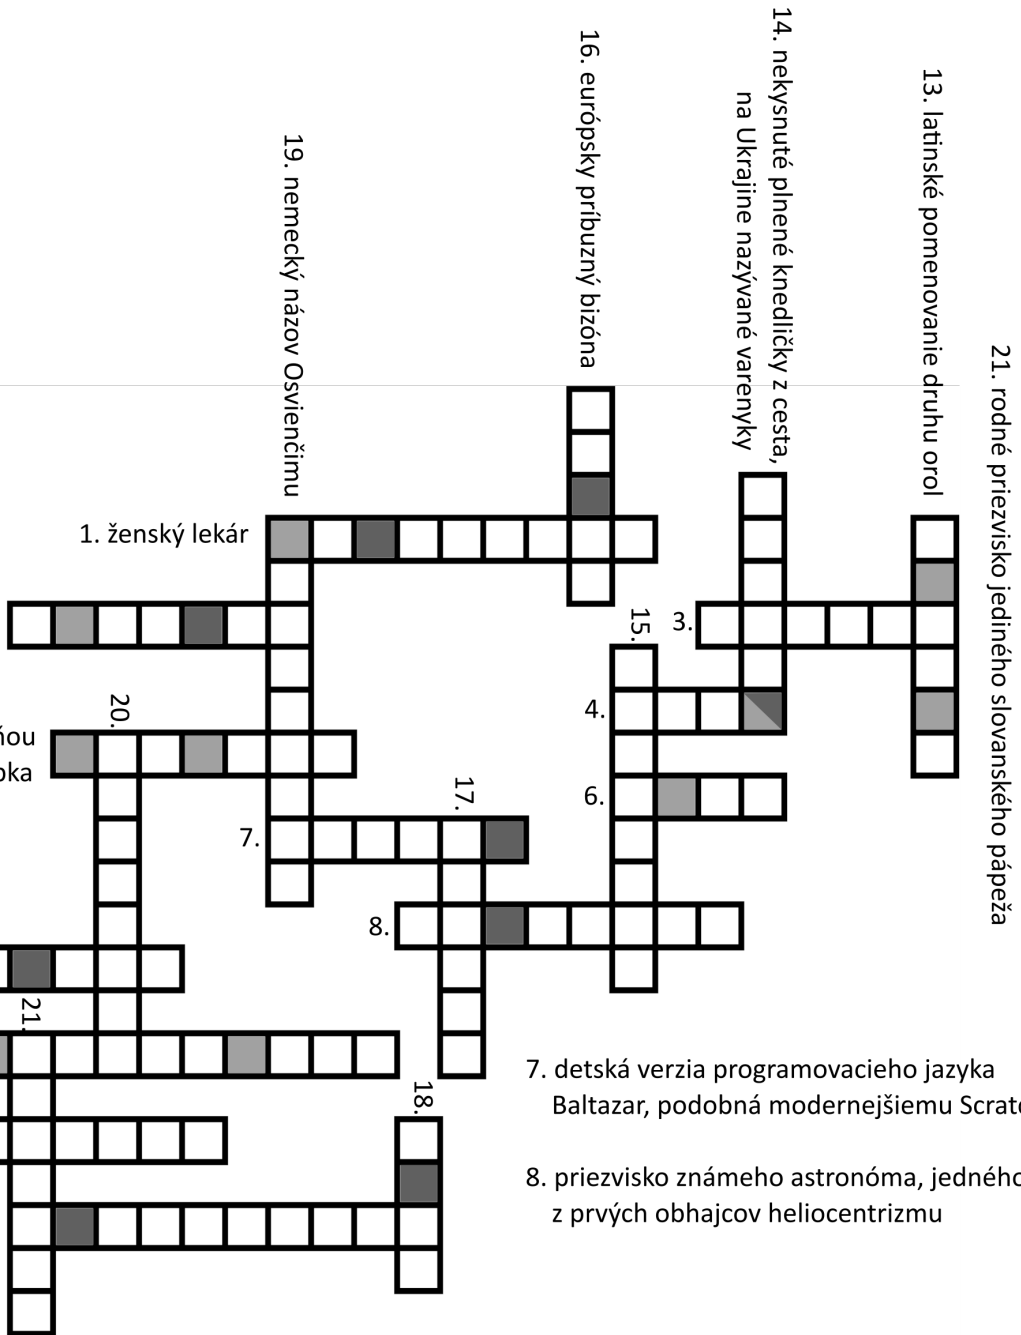 14. nekysnuté plnené knedličky z cesta,
na Ukrajine nazývané varenyky
16. európsky príbuzný bizóna
13. latinské pomenovanie druhu orol
19. nemecký názov Osvienčimu
21. rodné priezvisko jediného slovanského pápeža
1. ženský lekár
15.
3.
20.
4.
17.
6.
7.
8.
21.
18.
7. detská verzia programovacieho jazyka
Baltazar, podobná modernejšiemu
8. priezvisko známeho astronóma, jedného
z prvých obhajcov heliocentrizmu